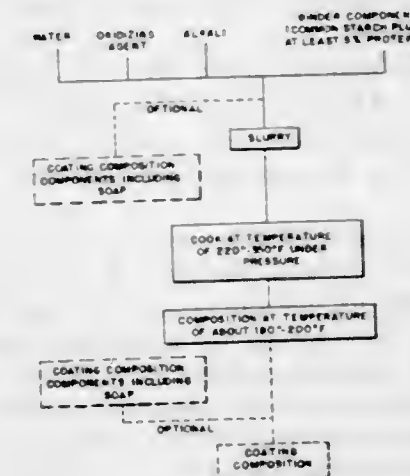 BINDER COMPONENT
WATER OXIDIZING ALKALI (COMMON STARCH PLUS
AGENT AT LEAST 5% PROTEIN
OPTIONAL
SLURRY
COATING COMPOSITION
COMPONENTS INCLUDING
SOAP
COOK AT TEMPERATURE
OF 220°-350°F UNDER
PRESSURE
COMPOSITION AT TEMPERATURE
OF ABOUT 180°-200°F
COATING COMPOSITION
COMPONENTS INCLUDING
SOAP
OPTIONAL
COATING
COMPOSITION